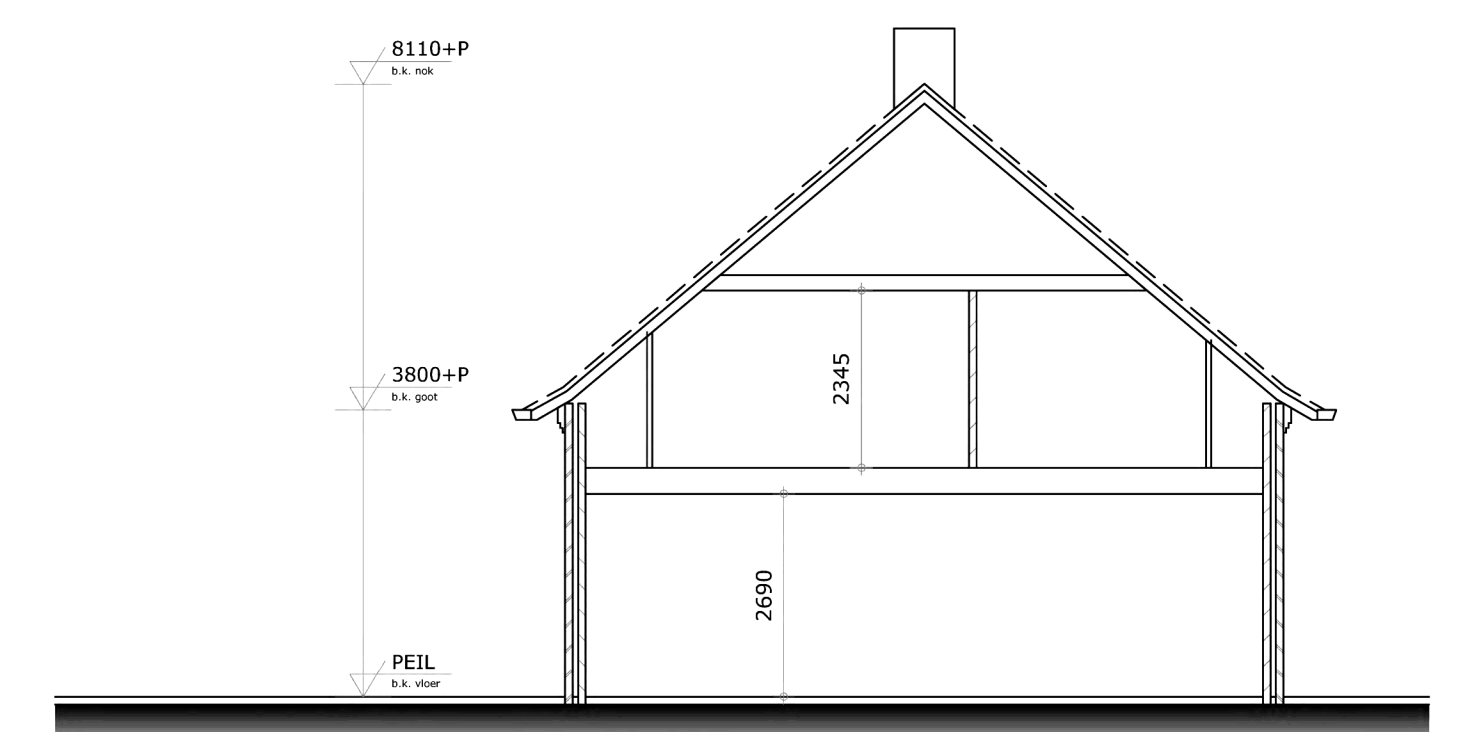 8110+P
b.k. nok
3800+P
b.k. goot
2345
2690
PEIL
b.k. vloer